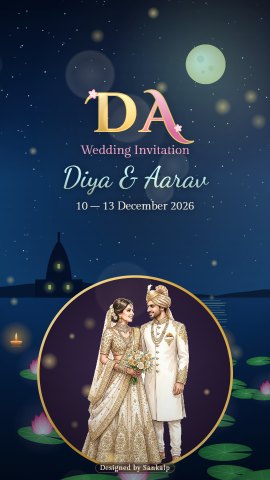 DA
Wedding Invitation
Diya & Aarav
10 — 13 December 2026
Designed by Sankalp